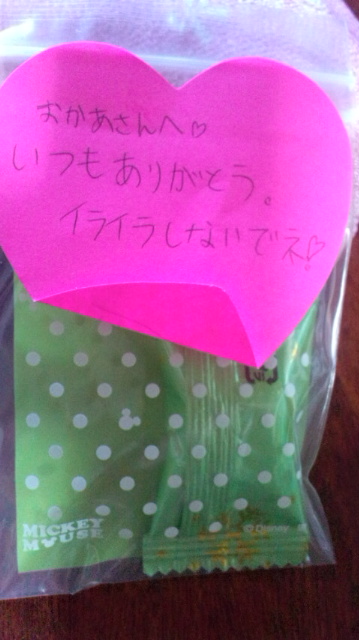 おかあさんへ♡
いつもありがとう。
イライラしないでネ♡
MICKEY
MOUSE
© Disney